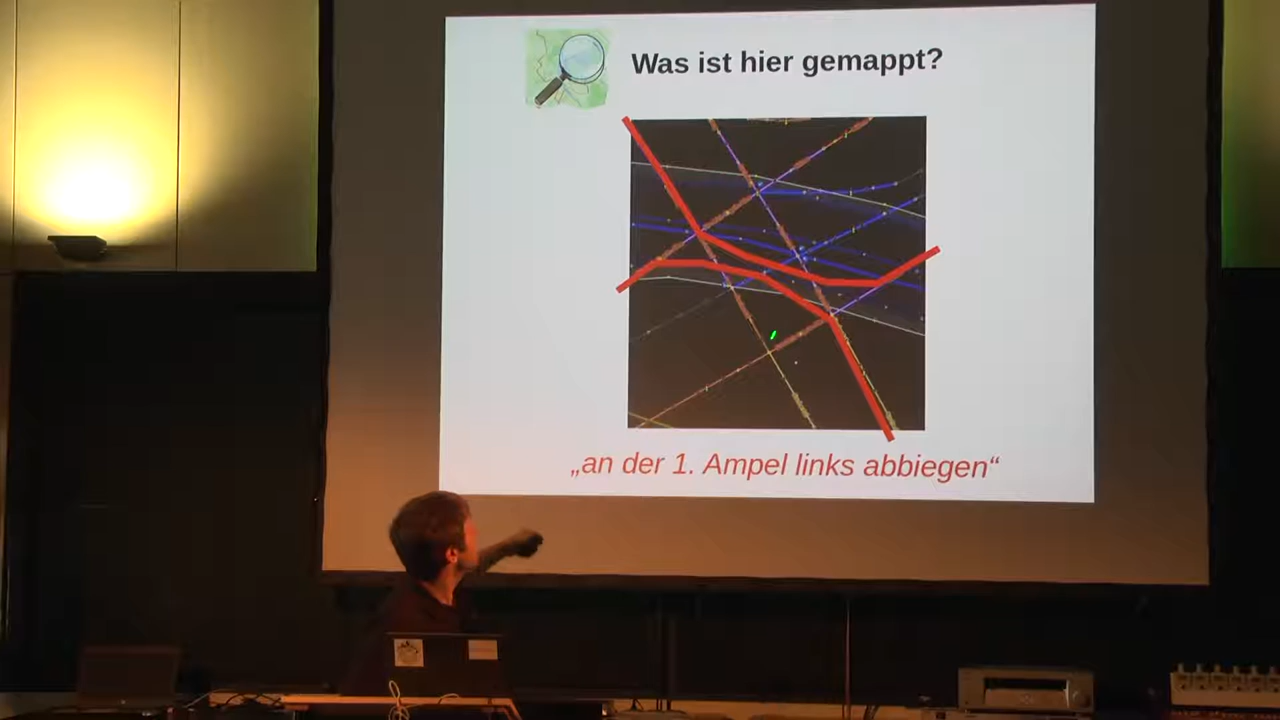 Was ist hier gemappt?
„an der 1. Ampel links abbiegen“